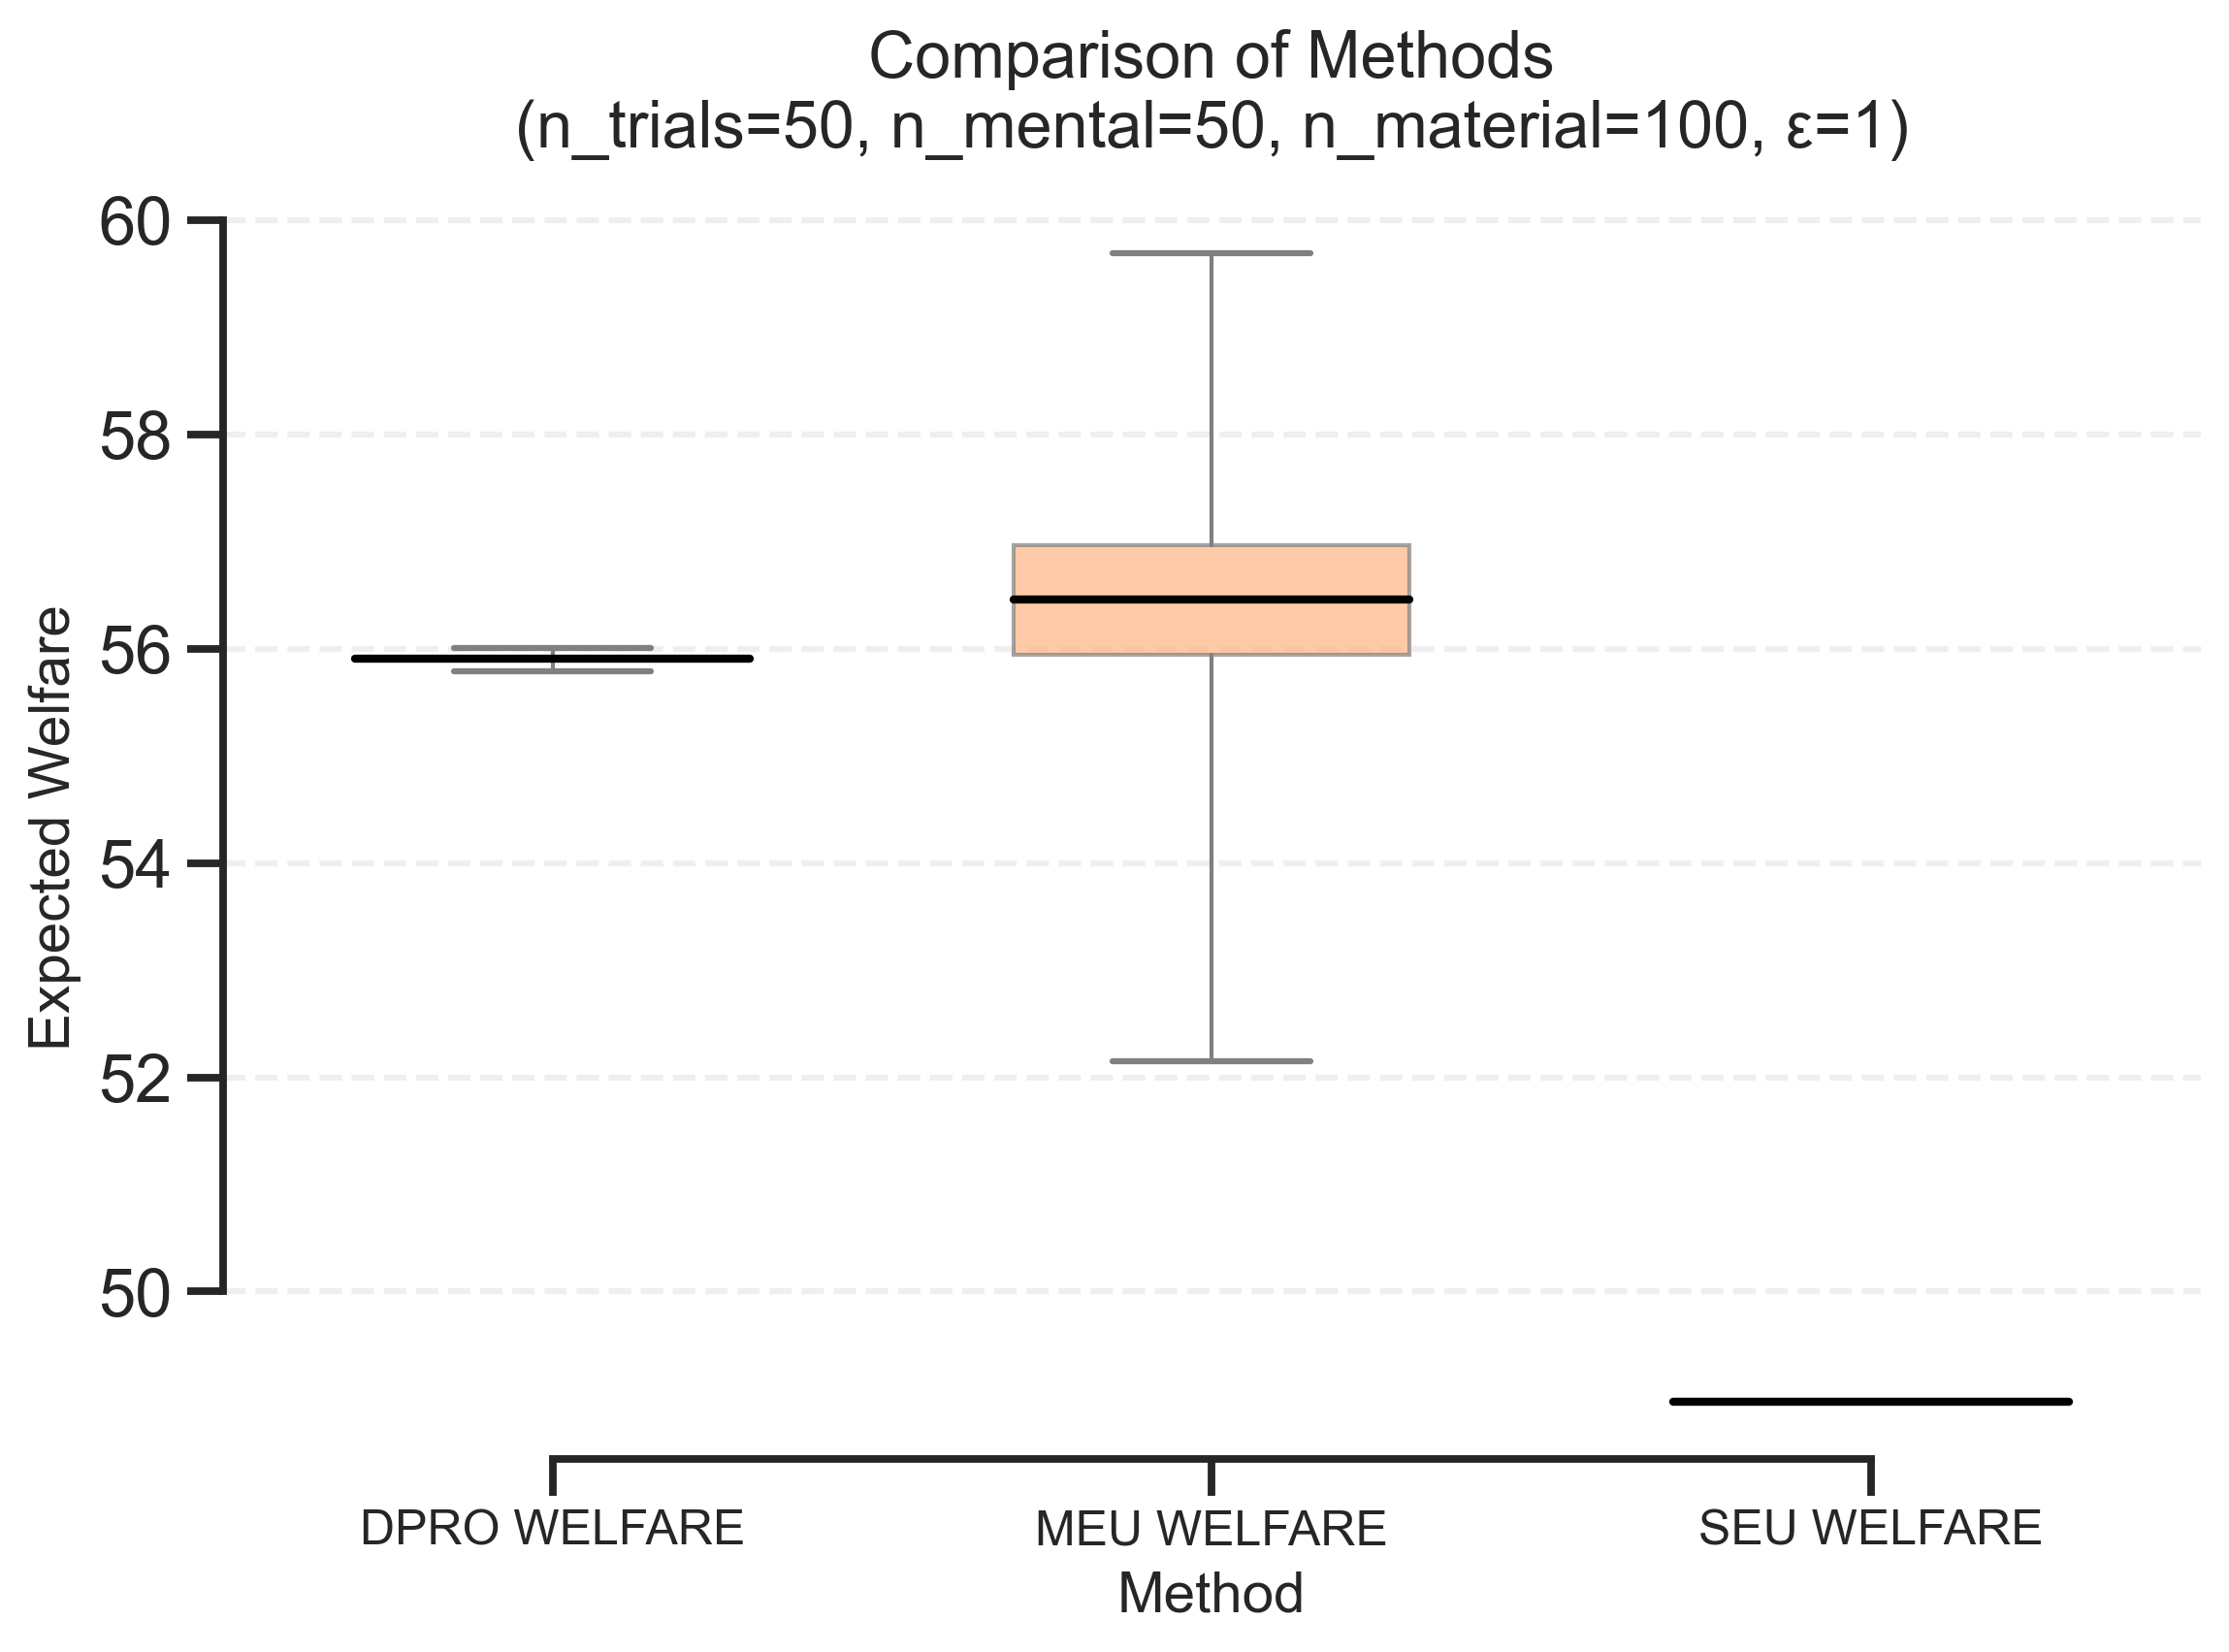 Comparison of Methods
(n_trials=50, n_mental=50, n_material=100, ε=1)
Expected Welfare
60
58
56
54
52
50
DPRO WELFARE
MEU WELFARE
SEU WELFARE
Method